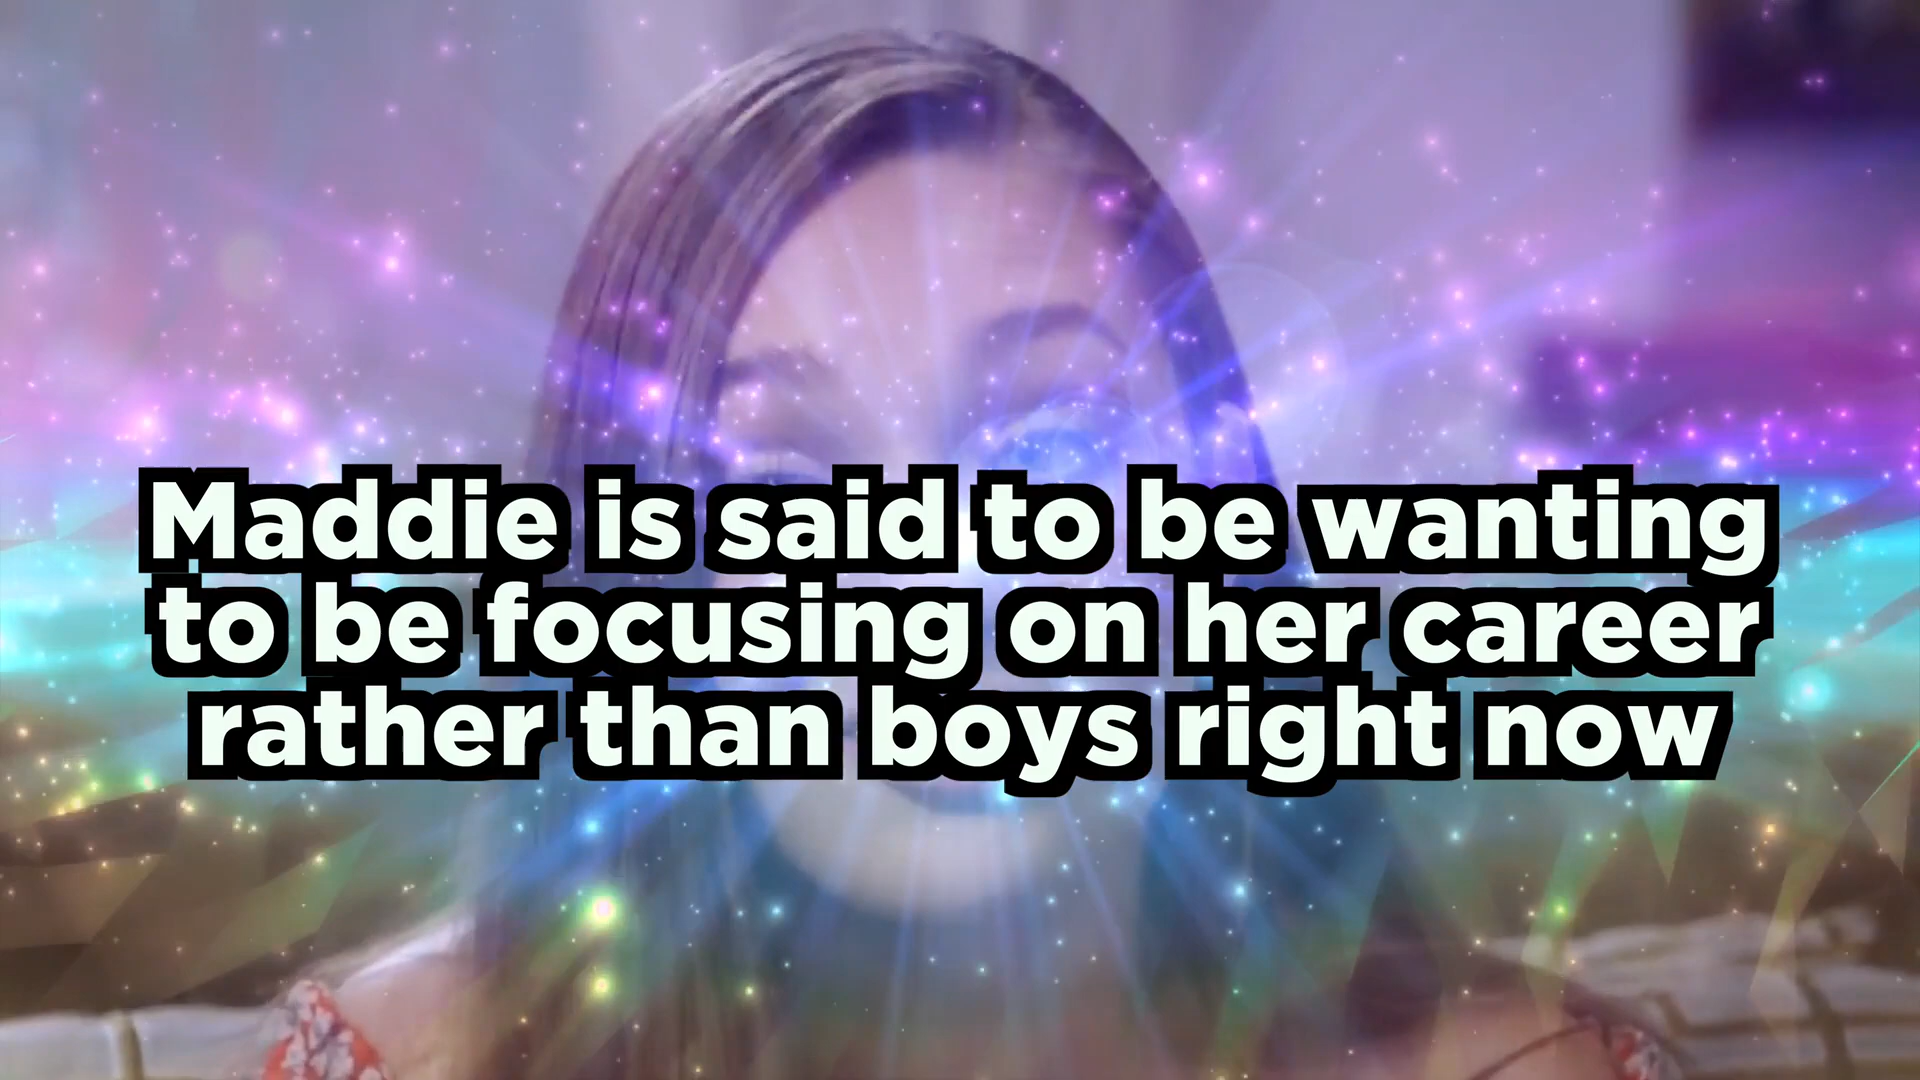 Maddie is said to be wanting
to be focusing on her career
rather than boys right now